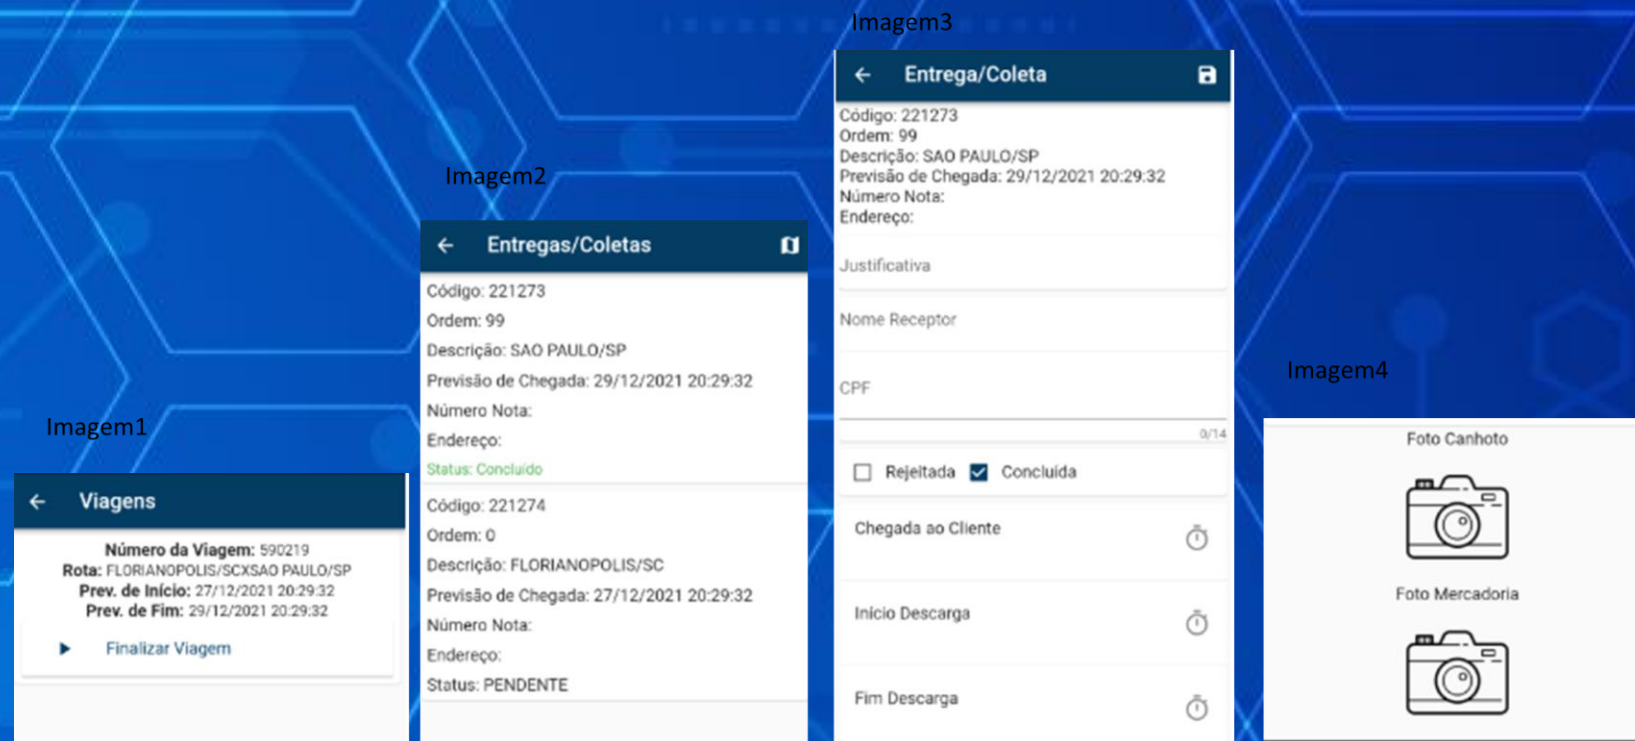 Imagem1
Viagens
Número da Viagem: 590219
Rota: FLORIANOPOLIS/SCXSAO PAULO/SP
Prev. de Início: 27/12/2021 20:29:32
Prev. de Fim: 29/12/2021 20:29:32
Finalizar Viagem
Imagem2
Entregas/Coletas
Código: 221273
Ordem: 99
Descrição: SAO PAULO/SP
Previsão de Chegada: 29/12/2021 20:29:32
Número Nota:
Endereço:
Status: Concluído
Código: 221274
Ordem: 0
Descrição: FLORIANOPOLIS/SC
Previsão de Chegada: 27/12/2021 20:29:32
Número Nota:
Endereço:
Status: PENDENTE
Imagem3
Entrega/Coleta
Código: 221273
Ordem: 99
Descrição: SAO PAULO/SP
Previsão de Chegada: 29/12/2021 20:29:32
Número Nota:
Endereço:
Justificativa
Nome Receptor
CPF
0/14
Rejeitada Concluída
Chegada ao Cliente
Início Descarga
Fim Descarga
Imagem4
Foto Canhoto
Foto Mercadoria